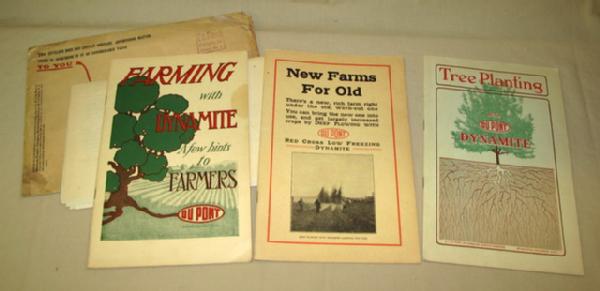 TO YOU
FARMING
with
DYNAMITE
A few hints
to
FARMERS
DU PONT
New Farms
For Old
There's a new, rich farm right
under the old, worn-out one
You can bring the new one into
use, and get largely increased
crops by DEEP PLOWING WITH
DU PONT
RED CROSS LOW FREEZING
DYNAMITE
Tree Planting
DU PONT
DYNAMITE